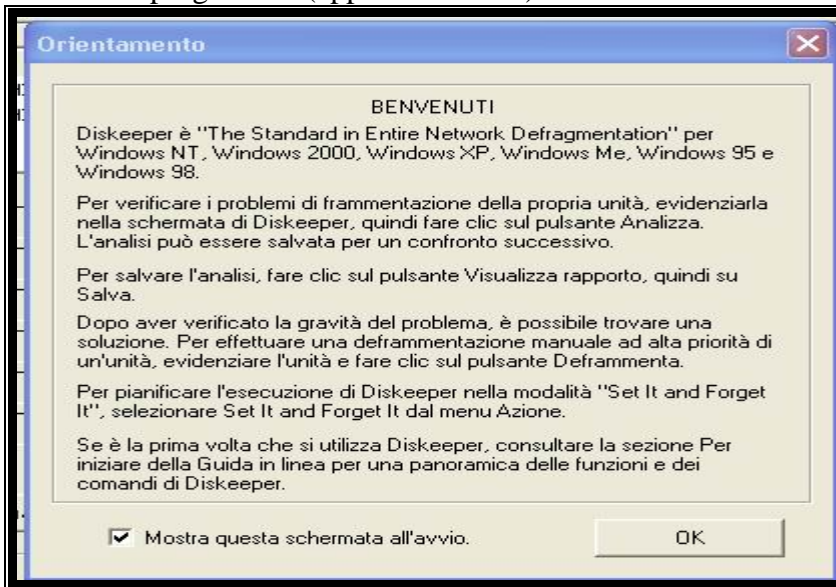 Orientamento
BENVENUTI
Diskeeper è "The Standard in Entire Network Defragmentation" per
Windows NT, Windows 2000, Windows XP, Windows Me, Windows 95 e
Windows 98.
Per verificare i problemi di frammentazione della propria unità, evidenziarla
nella schermata di Diskeeper, quindi fare clic sul pulsante Analizza.
L'analisi può essere salvata per un confronto successivo.
Per salvare l'analisi, fare clic sul pulsante Visualizza rapporto, quindi su
Salva.
Dopo aver verificato la gravità del problema, è possibile trovare una
soluzione. Per effettuare una deframmentazione manuale ad alta priorità di
un'unità, evidenziare l'unità e fare clic sul pulsante Deframmenta.
Per pianificare l'esecuzione di Diskeeper nella modalità "Set It and Forget
It", selezionare Set It and Forget It dal menu Azione.
Se è la prima volta che si utilizza Diskeeper, consultare la sezione Per
iniziare della Guida in linea per una panoramica delle funzioni e dei
comandi di Diskeeper.
Mostra questa schermata all'avvio.
OK